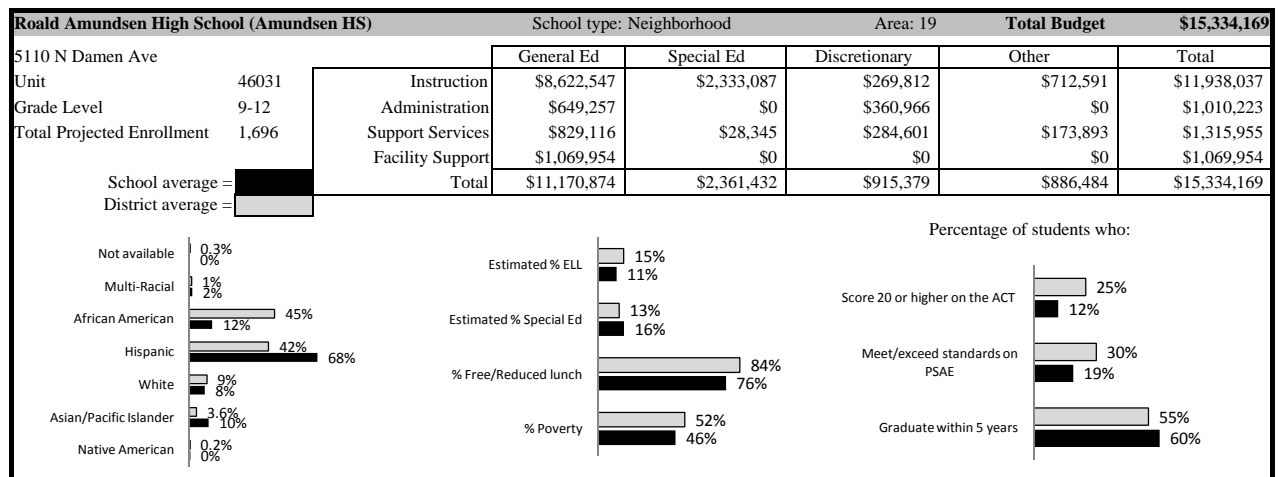 Roald Amundsen High School (Amundsen HS) School type: Neighborhood Area: 19 Total Budget $15,334,169
5110 N Damen Ave General Ed Special Ed Discretionary Other Total
Unit 46031 Instruction $8,622,547 $2,333,087 $269,812 $712,591 $11,938,037
Grade Level 9-12 Administration $649,257 $0 $360,966 $0 $1,010,223
Total Projected Enrollment 1,696 Support Services $829,116 $28,345 $284,601 $173,893 $1,315,955
Facility Support $1,069,954 $0 $0 $0 $1,069,954
School average = Total $11,170,874 $2,361,432 $915,379 $886,484 $15,334,169
District average =
Not available 0.3%
0%
Multi-Racial 1%
2%
African American 45%
12%
Hispanic 42%
68%
White 9%
8%
Asian/Pacific Islander 3.6%
10%
Native American 0.2%
0%
Estimated % ELL 15%
11%
Estimated % Special Ed 13%
16%
% Free/Reduced lunch 84%
76%
% Poverty 52%
46%
Percentage of students who:
Score 20 or higher on the ACT 25%
12%
Meet/exceed standards on
PSAE
30%
19%
Graduate within 5 years 55%
60%